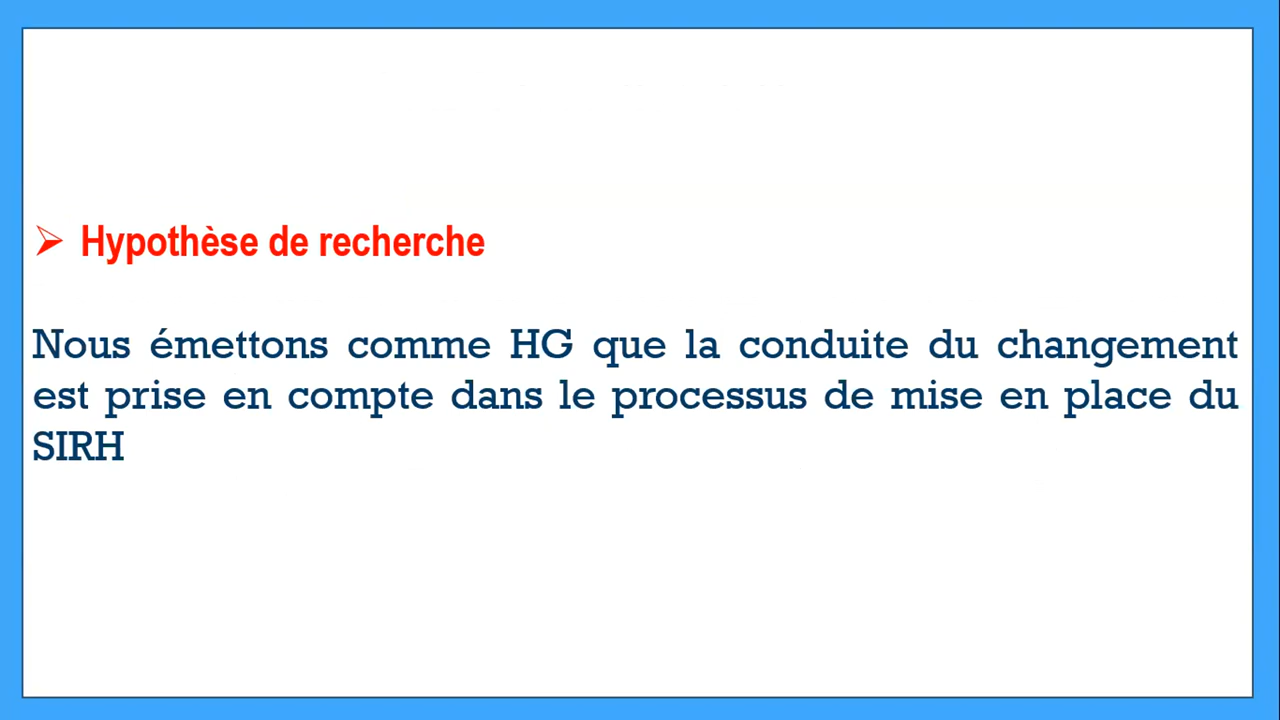 Hypothèse de recherche
Nous émettons comme HG que la conduite du changement
est prise en compte dans le processus de mise en place du
SIRH